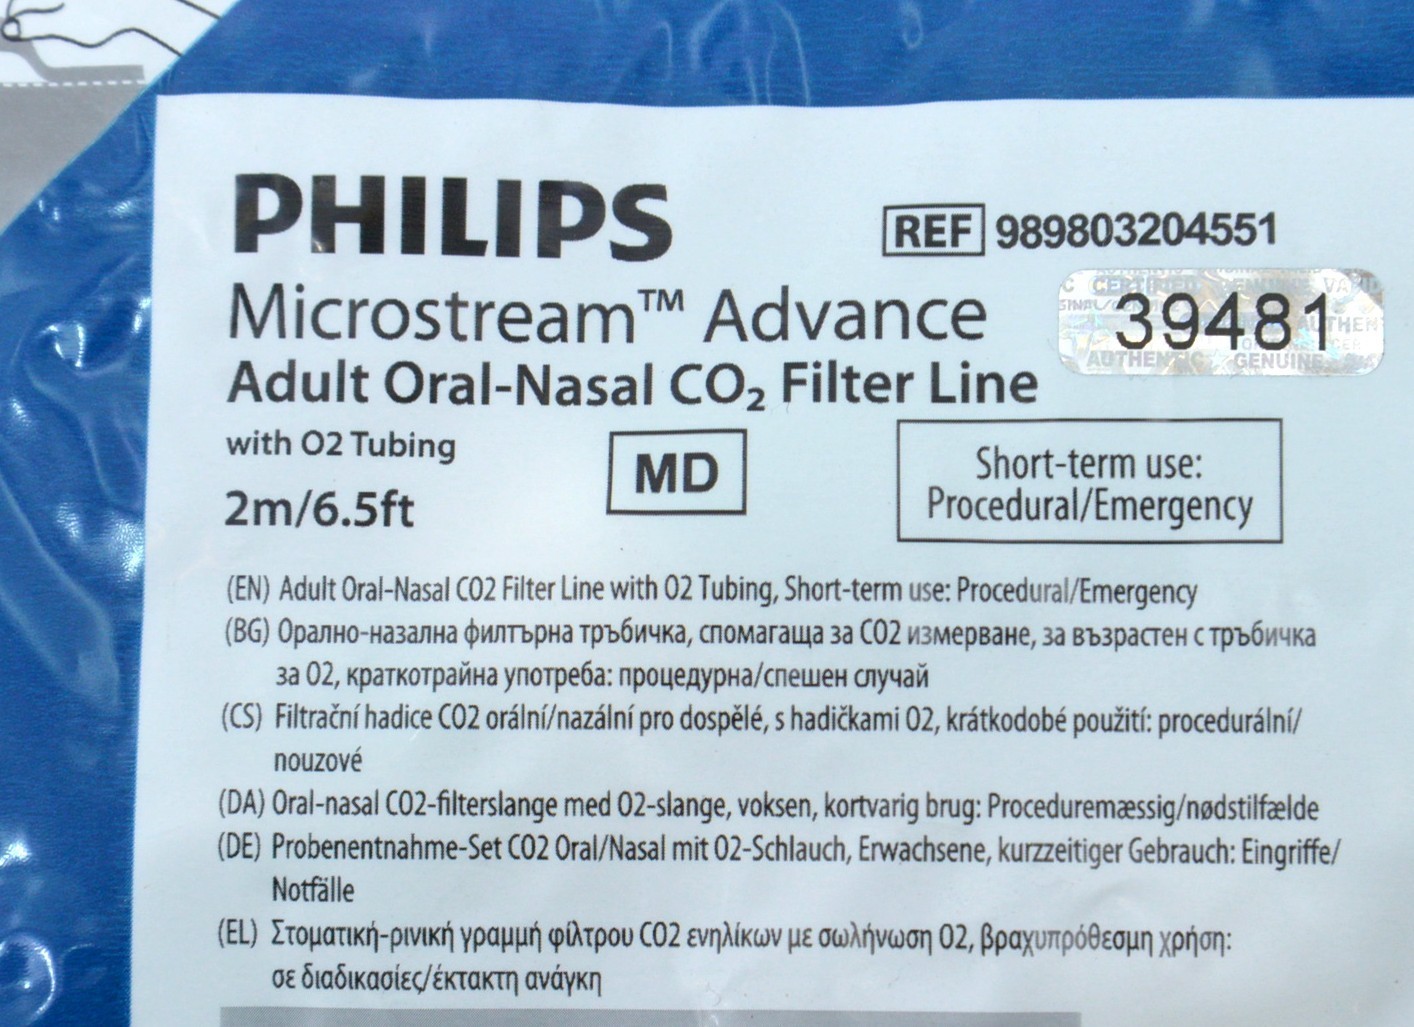 PHILIPS
REF 989803204551
Microstream™ Advance
39481
CERTIFIED
AUTHENTIC GENUINE
Adult Oral-Nasal CO₂ Filter Line
with O2 Tubing
2m/6.5ft
MD
Short-term use:
Procedural/Emergency
(EN) Adult Oral-Nasal CO2 Filter Line with O2 Tubing, Short-term use: Procedural/Emergency
(BG) Орално-назална филтърна тръбичка, спомагаща за CO2 измерване, за възрастен с тръбичка
за O2, краткотрайна употреба: процедурна/спешен случай
(CS) Filtrační hadice CO2 orální/nazální pro dospělé, s hadičkami O2, krátkodobé použití: procedurální/
nouzové
(DA) Oral-nasal CO2-filterslange med O2-slange, voksen, kortvarig brug: Proceduremæssig/nødstilfælde
(DE) Probenentnahme-Set CO2 Oral/Nasal mit O2-Schlauch, Erwachsene, kurzzeitiger Gebrauch: Eingriffe/
Notfälle
(EL) Στοματική-ρινική γραμμή φίλτρου CO2 ενηλίκων με σωλήνωση O2, βραχυπρόθεσμη χρήση:
σε διαδικασίες/έκτακτη ανάγκη